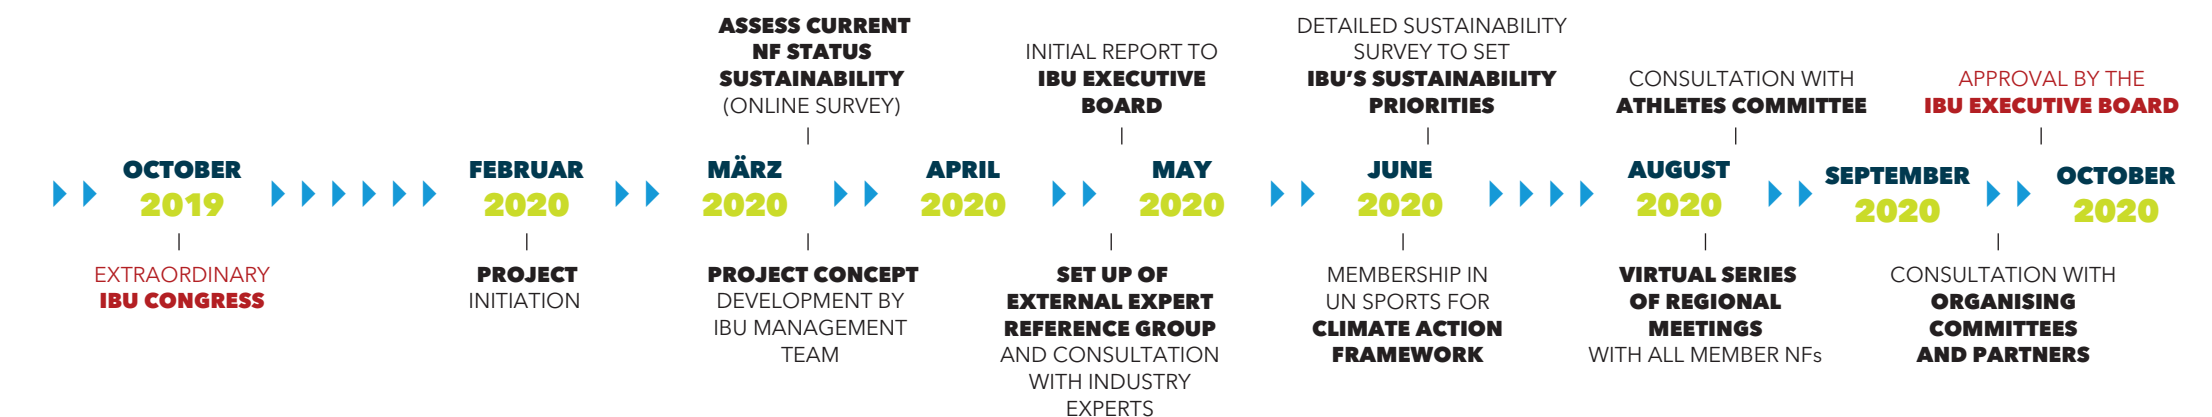 ASSESS CURRENT
NF STATUS
SUSTAINABILITY
(ONLINE SURVEY)
INITIAL REPORT TO
IBU EXECUTIVE
BOARD
DETAILED SUSTAINABILITY
SURVEY TO SET
IBU'S SUSTAINABILITY
PRIORITIES
CONSULTATION WITH
ATHLETES COMMITTEE
APPROVAL BY THE
IBU EXECUTIVE BOARD
OCTOBER
2019
FEBRUAR
2020
MÄRZ
2020
APRIL
2020
MAY
2020
JUNE
2020
AUGUST
2020
SEPTEMBER
2020
OCTOBER
2020
EXTRAORDINARY
IBU CONGRESS
PROJECT
INITIATION
PROJECT CONCEPT
DEVELOPMENT BY
IBU MANAGEMENT
TEAM
SET UP OF
EXTERNAL EXPERT
REFERENCE GROUP
AND CONSULTATION
WITH INDUSTRY
EXPERTS
MEMBERSHIP IN
UN SPORTS FOR
CLIMATE ACTION
FRAMEWORK
VIRTUAL SERIES
OF REGIONAL
MEETINGS
WITH ALL MEMBER NFs
CONSULTATION WITH
ORGANISING
COMMITTEES
AND PARTNERS